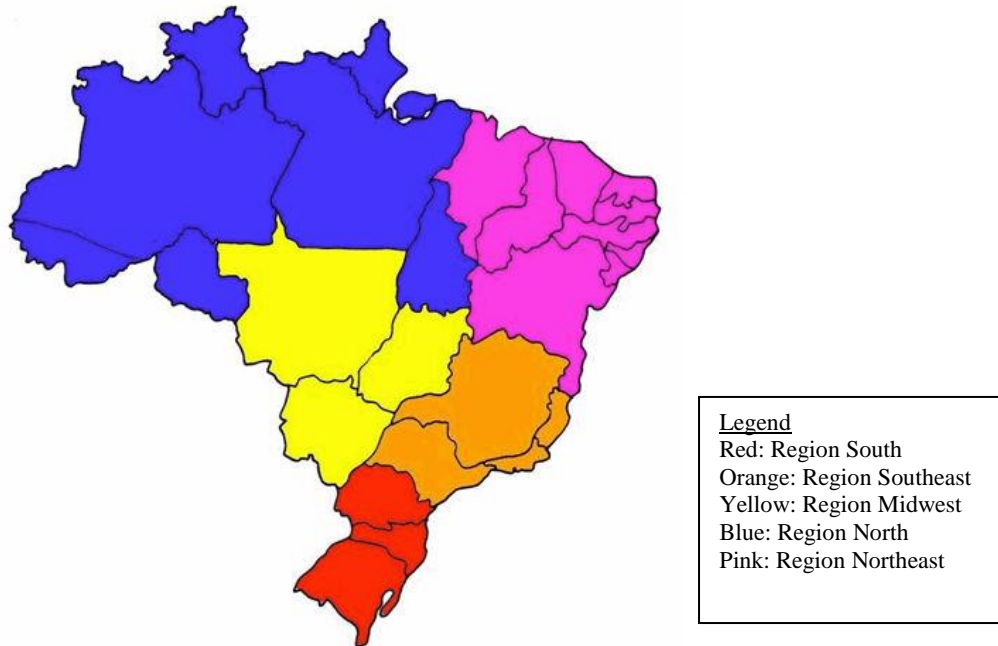 Legend
Red: Region South
Orange: Region Southeast
Yellow: Region Midwest
Blue: Region North
Pink: Region Northeast